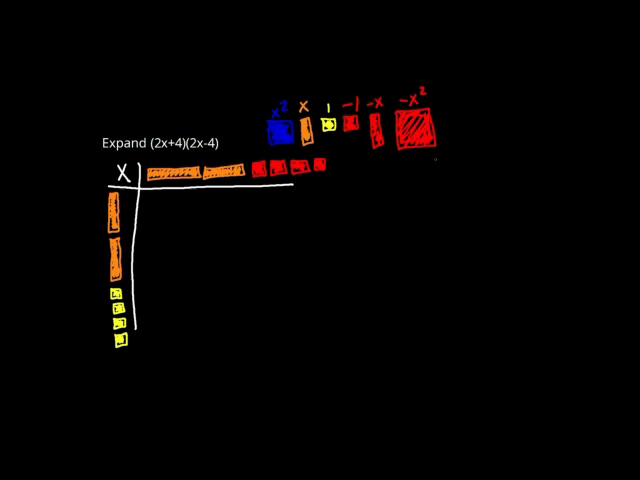 x² x 1 -1 -x -x²
Expand (2x+4)(2x-4)
X